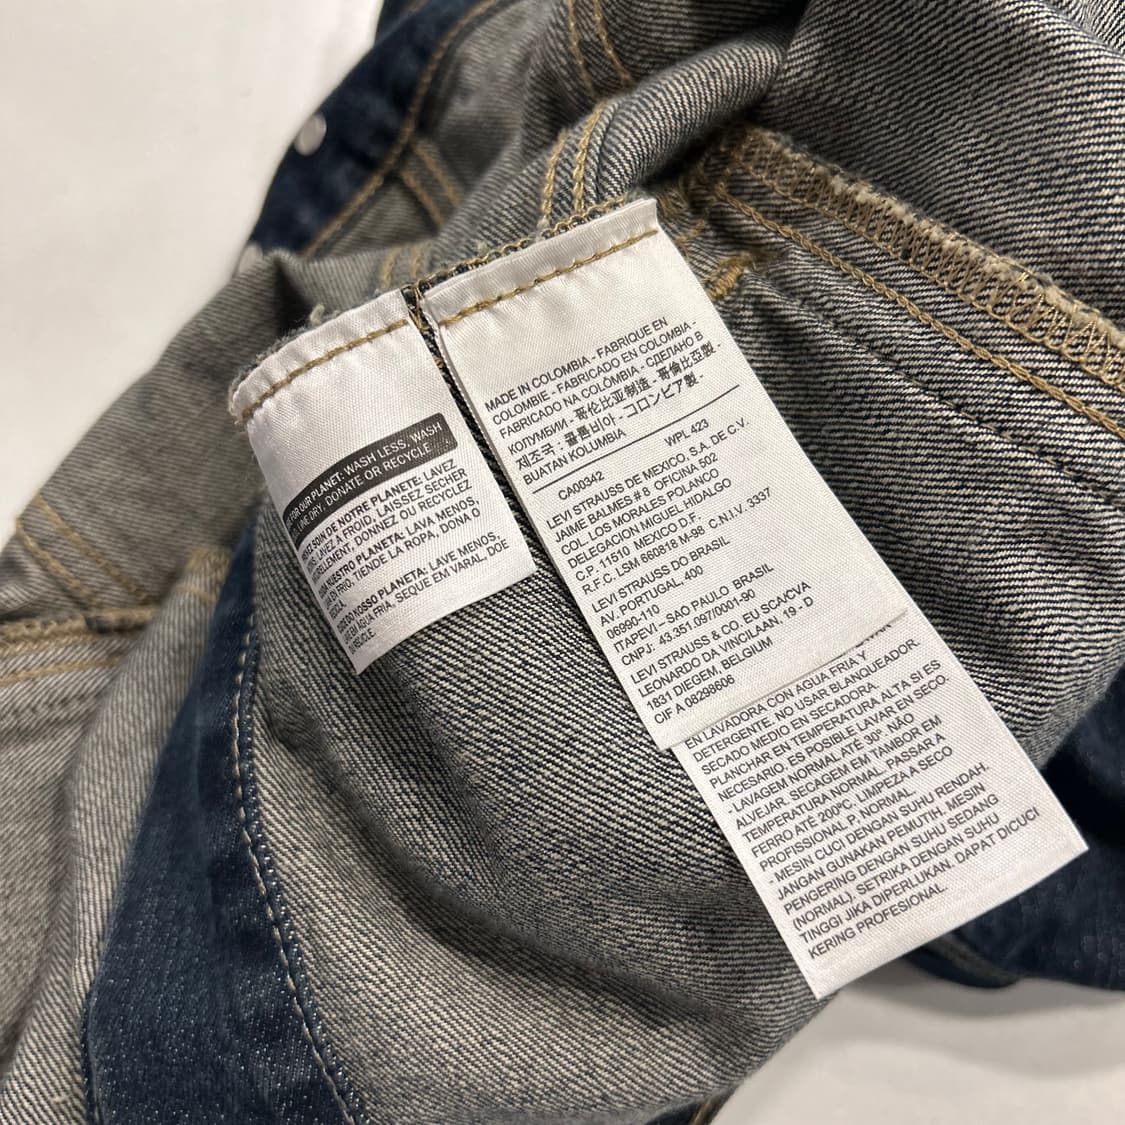 FOR OUR PLANET: WASH LESS, WASH
LINE DRY, DONATE OR RECYCLE.
SOIN DE NOTRE PLANETE: LAVEZ
LAVEZ A FROID, LAISSEZ SECHER
DONNEZ OU RECYCLEZ.
NUESTRO PLANETA: LAVA MENOS,
EN FRIO, TIENDE LA ROPA, DONA O
NOSSO PLANETA: LAVE MENOS,
EM AGUA FRIA, SEQUE EM VARAL, DOE
RECYCLE.
MADE IN COLOMBIA - FABRIQUE EN
COLOMBIE - FABRICADO EN COLOMBIA -
FABRICADO NA COLÔMBIA - СДЕЛАНО В
КОЛУМБИИ - 哥伦比亚制造 - 哥倫比亞製 -
제조국 : 콜롬비아 - コロンビア製 -
BUATAN KOLUMBIA
CA00342 WPL 423
LEVI STRAUSS DE MEXICO, S.A. DE C.V.
JAIME BALMES # 8 OFICINA 502
COL. LOS MORALES POLANCO
DELEGACION MIGUEL HIDALGO
C.P. 11510 MEXICO D.F.
R.F.C. LSM 660818 M-98 C.N.I.V. 3337
LEVI STRAUSS DO BRASIL
AV. PORTUGAL, 400
06990-110
ITAPEVI - SAO PAULO BRASIL
CNPJ: 43.351.097/0001-90
LEVI STRAUSS & CO. EU SCA/CVA
LEONARDO DA VINCILAAN, 19 - D
1831 DIEGEM, BELGIUM
CIF A 08298606
EN LAVADORA CON AGUA FRIA Y
DETERGENTE. NO USAR BLANQUEADOR.
SECADO MEDIO EN SECADORA.
PLANCHAR EN TEMPERATURA ALTA SI ES
NECESARIO. ES POSIBLE LAVAR EN SECO.
- LAVAGEM NORMAL ATÉ 30°. NÃO
ALVEJAR. SECAGEM EM TAMBOR EM
TEMPERATURA NORMAL. PASSAR A
FERRO ATÉ 200ºC. LIMPEZA A SECO
PROFISSIONAL P. NORMAL.
- MESIN CUCI DENGAN SUHU RENDAH.
JANGAN GUNAKAN PEMUTIH. MESIN
PENGERING DENGAN SUHU SEDANG
(NORMAL). SETRIKA DENGAN SUHU
TINGGI JIKA DIPERLUKAN. DAPAT DICUCI
KERING PROFESIONAL.